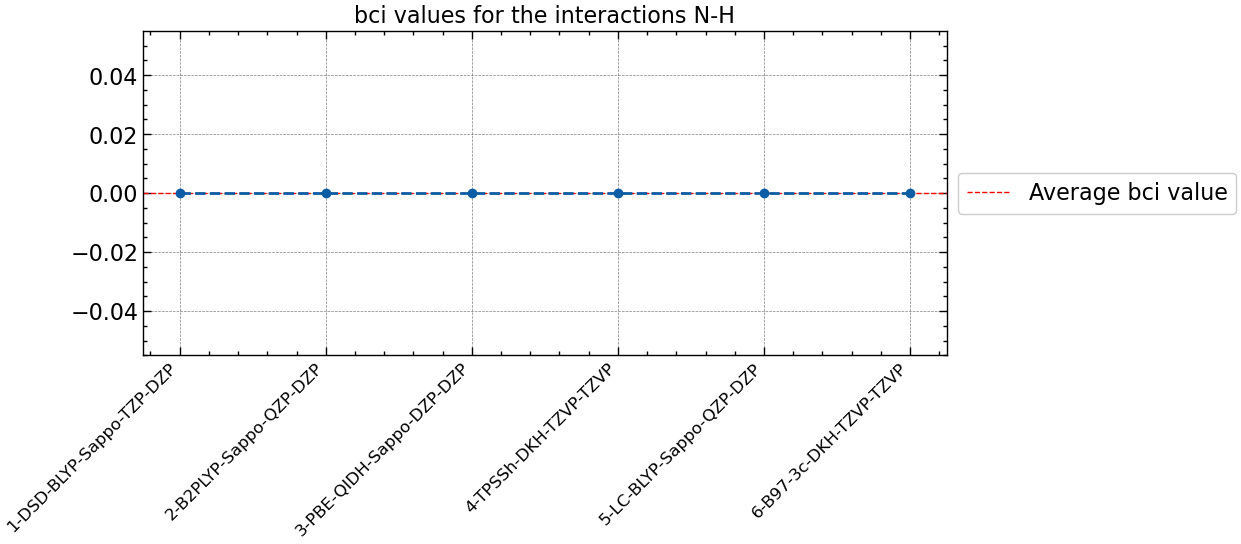 bci values for the interactions N-H
0.04
0.02
0.00
−0.02
−0.04
Average bci value
1-DSD-BLYP-Sappo-TZP-DZP
2-B2PLYP-Sappo-QZP-DZP
3-PBE-QIDH-Sappo-DZP-DZP
4-TPSSh-DKH-TZVP-TZVP
5-LC-BLYP-Sappo-QZP-DZP
6-B97-3c-DKH-TZVP-TZVP